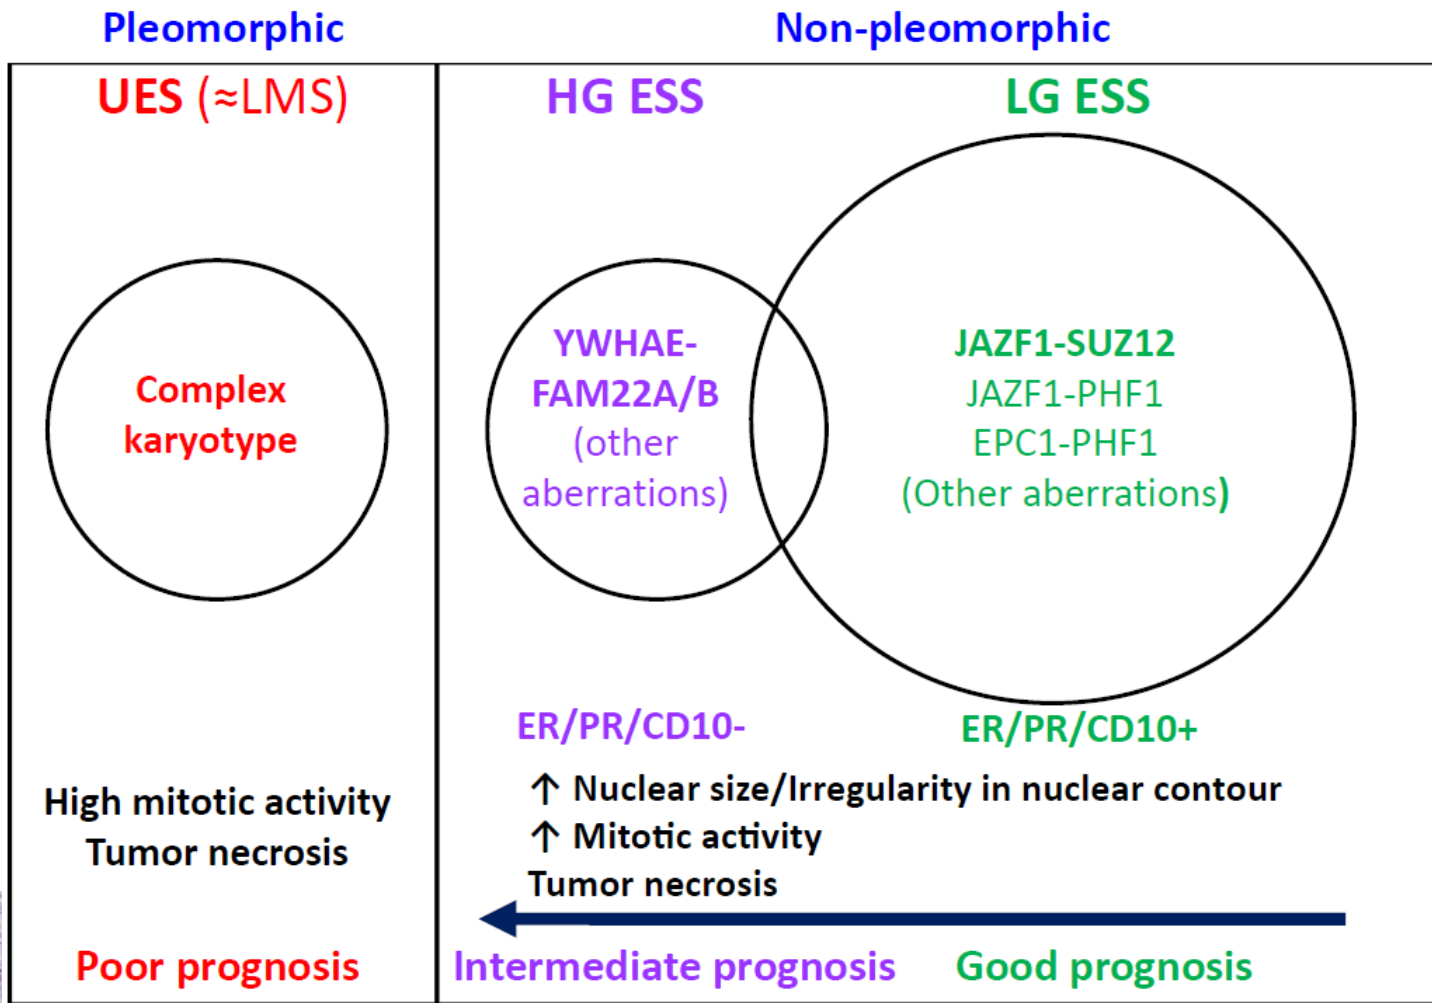 Pleomorphic
Non-pleomorphic
UES (≈LMS)
HG ESS
LG ESS
Complex
karyotype
YWHAE-
FAM22A/B
(other
aberrations)
JAZF1-SUZ12
JAZF1-PHF1
EPC1-PHF1
(Other aberrations)
ER/PR/CD10-
ER/PR/CD10+
High mitotic activity
Tumor necrosis
↑ Nuclear size/Irregularity in nuclear contour
↑ Mitotic activity
Tumor necrosis
Poor prognosis
Intermediate prognosis
Good prognosis